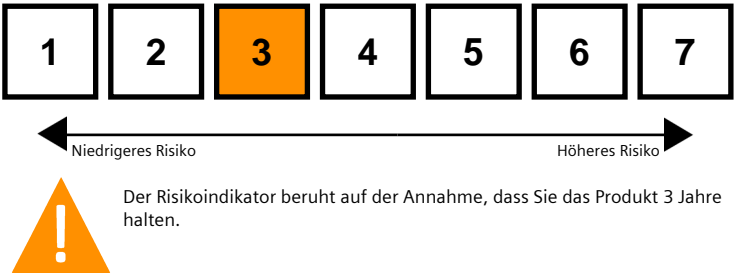 1 2 3 4 5 6 7
Niedrigeres Risiko Höheres Risiko
!
Der Risikoindikator beruht auf der Annahme, dass Sie das Produkt 3 Jahre
halten.